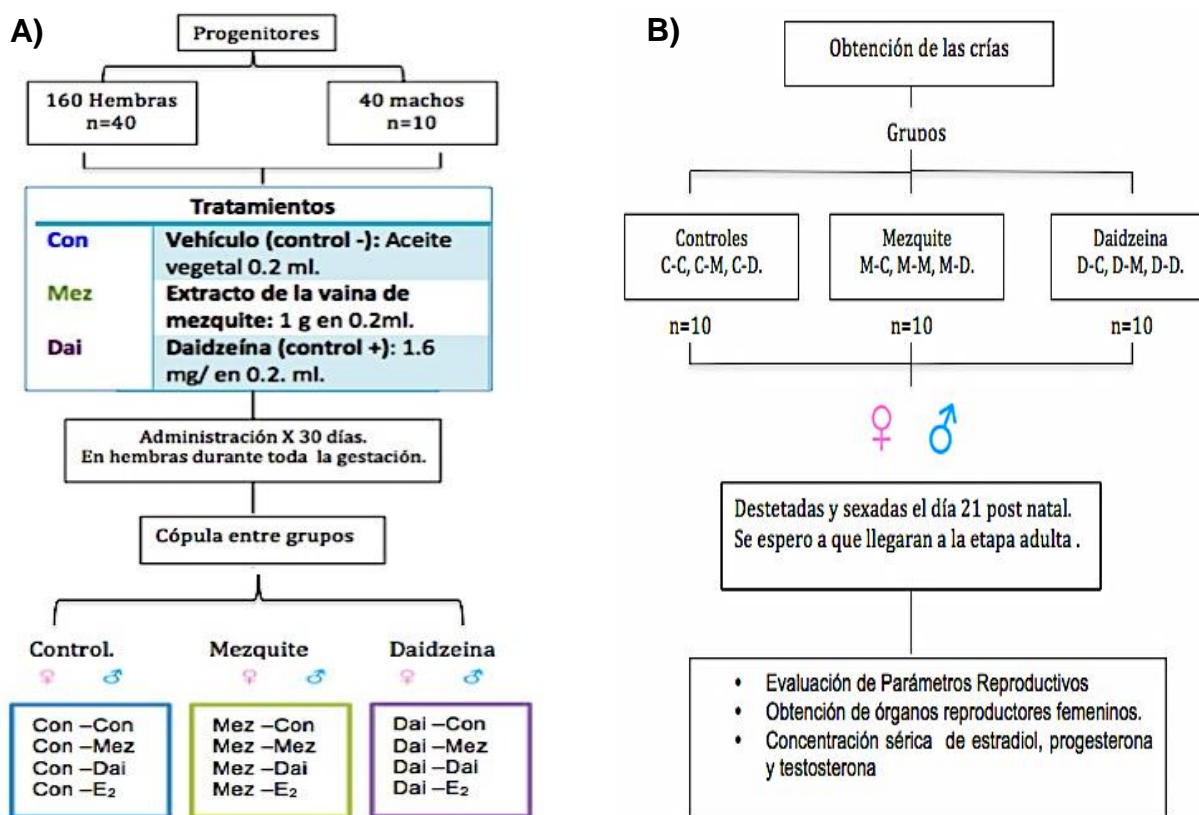 A)
Progenitores
160 Hembras
n=40
40 machos
n=10
Tratamientos
Con
Vehículo (control -): Aceite
vegetal 0.2 ml.
Mez
Extracto de la vaina de
mezquite: 1 g en 0.2ml.
Dai
Daidzeína (control +): 1.6
mg/ en 0.2. ml.
Administración X 30 días.
En hembras durante toda la gestación.
Cópula entre grupos
Control.
♀ ♂
Con –Con
Con –Mez
Con –Dai
Con –E₂
Mezquite
♀ ♂
Mez –Con
Mez –Mez
Mez –Dai
Mez –E₂
Daidzeina
♀ ♂
Dai –Con
Dai –Mez
Dai –Dai
Dai –E₂
B)
Obtención de las crías
Grupos
Controles
C-C, C-M, C-D.
n=10
Mezquite
M-C, M-M, M-D.
n=10
Daidzeina
D-C, D-M, D-D.
n=10
♀ ♂
Destetadas y sexadas el día 21 post natal.
Se espero a que llegaran a la etapa adulta .
• Evaluación de Parámetros Reproductivos
• Obtención de órganos reproductores femeninos.
• Concentración sérica de estradiol, progesterona
y testosterona